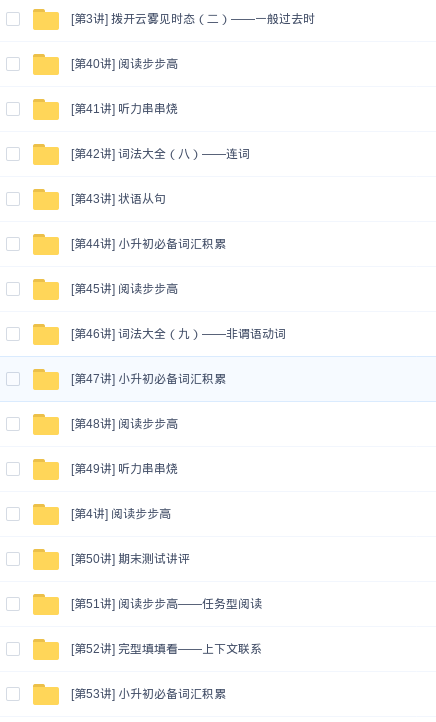 [第3讲] 拨开云雾见时态（二）——一般过去时
[第40讲] 阅读步步高
[第41讲] 听力串串烧
[第42讲] 词法大全（八）——连词
[第43讲] 状语从句
[第44讲] 小升初必备词汇积累
[第45讲] 阅读步步高
[第46讲] 词法大全（九）——非谓语动词
[第47讲] 小升初必备词汇积累
[第48讲] 阅读步步高
[第49讲] 听力串串烧
[第4讲] 阅读步步高
[第50讲] 期末测试讲评
[第51讲] 阅读步步高——任务型阅读
[第52讲] 完型填填看——上下文联系
[第53讲] 小升初必备词汇积累